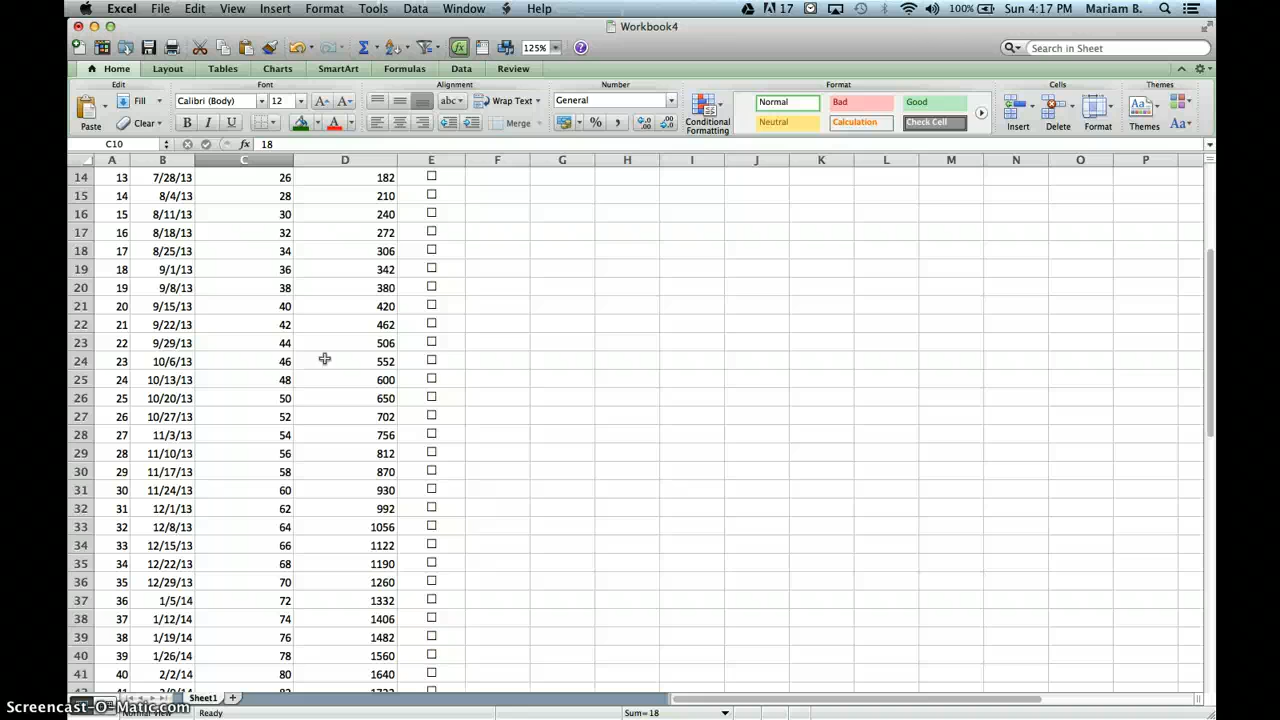 Excel File Edit View Insert Format Tools Data Window Help 17 100% Sun 4:17 PM Mariam B.
Workbook4
125% Search in Sheet
Home Layout Tables Charts SmartArt Formulas Data Review
Edit Font Alignment Number Format Cells Themes
Fill Calibri (Body) 12 abc Wrap Text General Normal Bad Good
Paste Clear B I U Merge % Conditional Formatting Neutral Calculation Check Cell Insert Delete Format Themes Aa
C10 fx 18
A B C D E F G H I J K L M N O P
14 13 7/28/13 26 182
15 14 8/4/13 28 210
16 15 8/11/13 30 240
17 16 8/18/13 32 272
18 17 8/25/13 34 306
19 18 9/1/13 36 342
20 19 9/8/13 38 380
21 20 9/15/13 40 420
22 21 9/22/13 42 462
23 22 9/29/13 44 506
24 23 10/6/13 46 552
25 24 10/13/13 48 600
26 25 10/20/13 50 650
27 26 10/27/13 52 702
28 27 11/3/13 54 756
29 28 11/10/13 56 812
30 29 11/17/13 58 870
31 30 11/24/13 60 930
32 31 12/1/13 62 992
33 32 12/8/13 64 1056
34 33 12/15/13 66 1122
35 34 12/22/13 68 1190
36 35 12/29/13 70 1260
37 36 1/5/14 72 1332
38 37 1/12/14 74 1406
39 38 1/19/14 76 1482
40 39 1/26/14 78 1560
41 40 2/2/14 80 1640
Sheet1
Screencast-O-Matic.com
Normal View Ready Sum=18